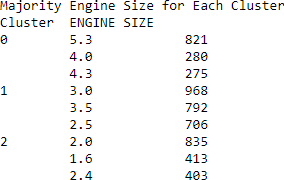 Majority Engine Size for Each Cluster
Cluster  ENGINE SIZE
0        5.3            821
         4.0            280
         4.3            275
1        3.0            968
         3.5            792
         2.5            706
2        2.0            835
         1.6            413
         2.4            403